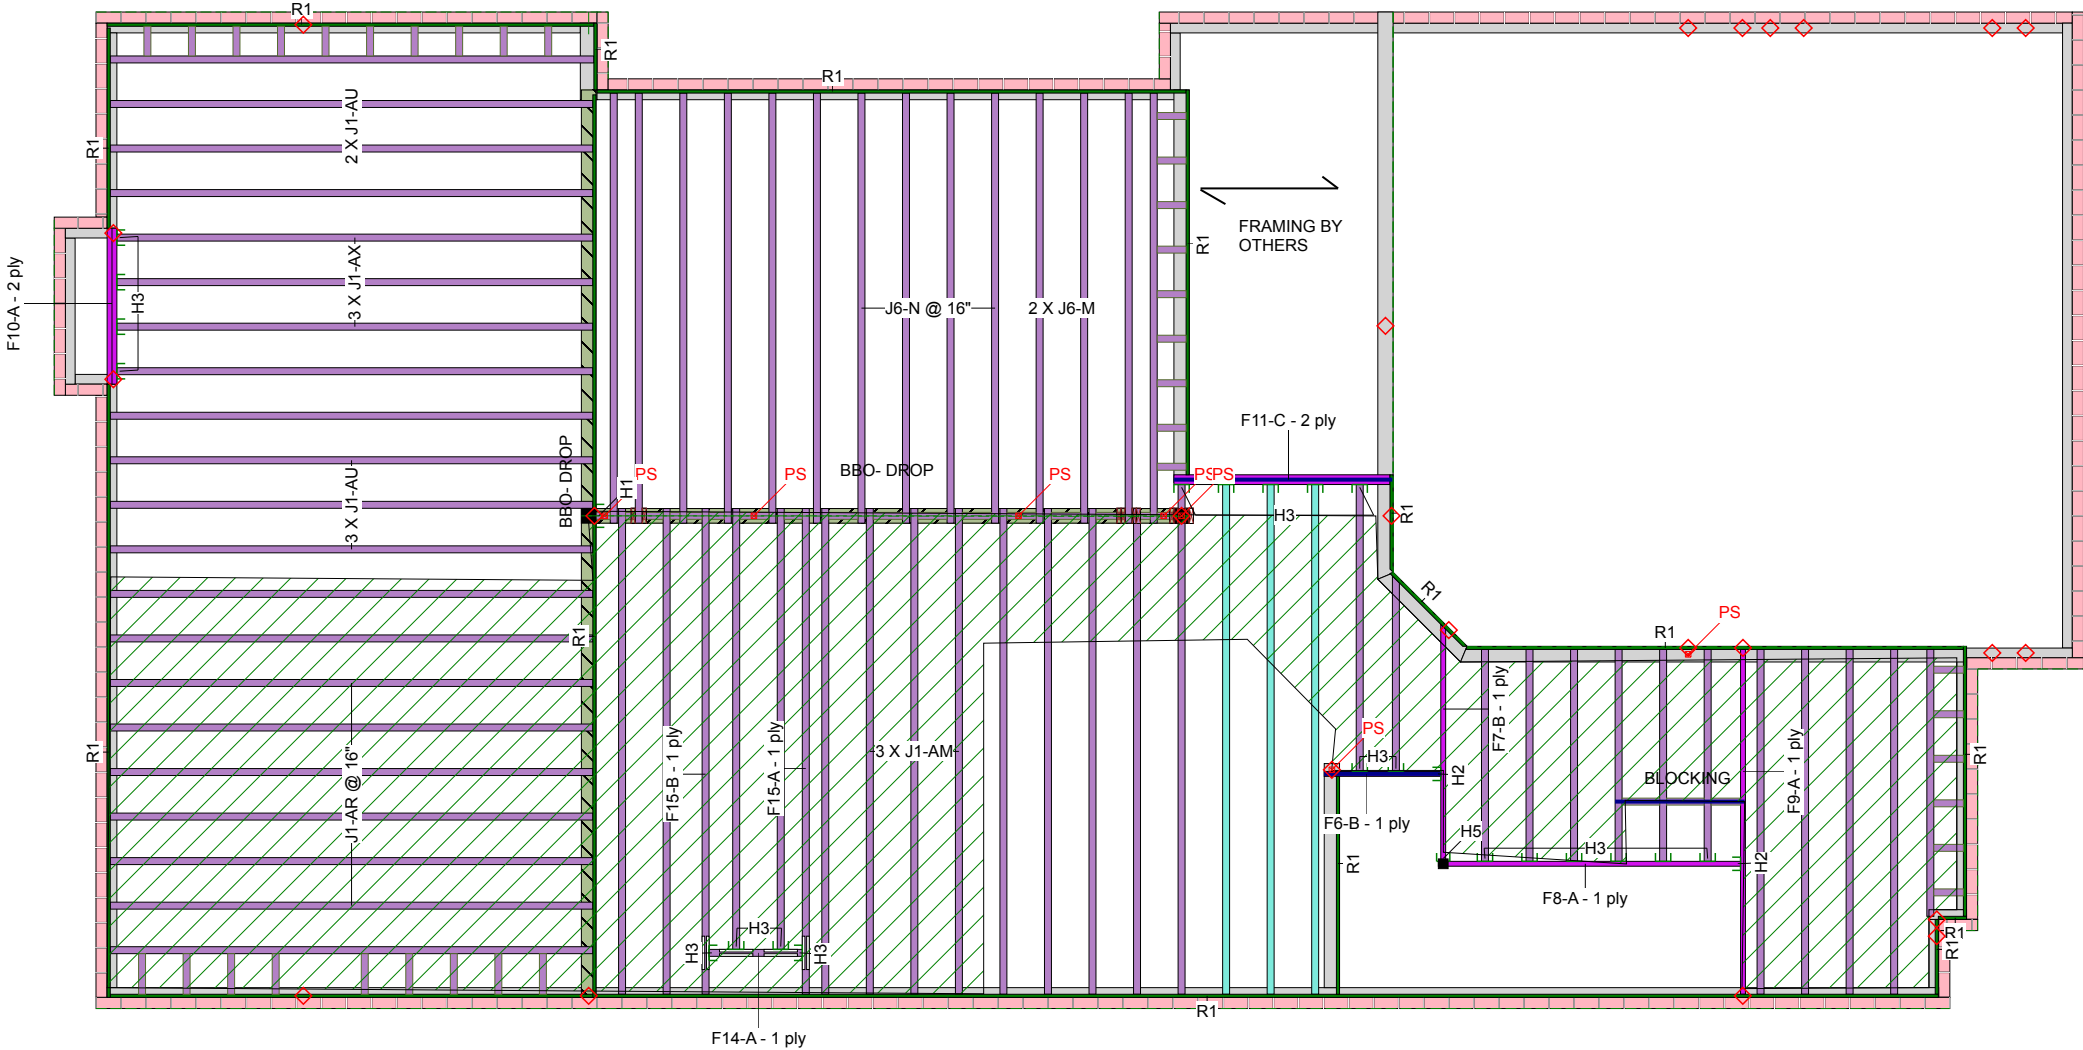 R1
R1
R1
2 X J1-AU
R1
FRAMING BY
OTHERS
R1
3 X J1-AX
H3
F10-A - 2 ply
J6-N @ 16"
2 X J6-M
F11-C - 2 ply
BBO- DROP
BBO- DROP
PS
PS
PS
PS
PS
H1
3 X J1-AU
H3
R1
R1
R1
PS
R1
R1
J1-AR @ 16"
F15-B - 1 ply
F15-A - 1 ply
3 X J1-AM
PS
H3
H2
F7-B - 1 ply
BLOCKING
F9-A - 1 ply
R1
F6-B - 1 ply
H5
H3
R1
H2
F8-A - 1 ply
H3
H3
H3
R1
R1
R1
F14-A - 1 ply